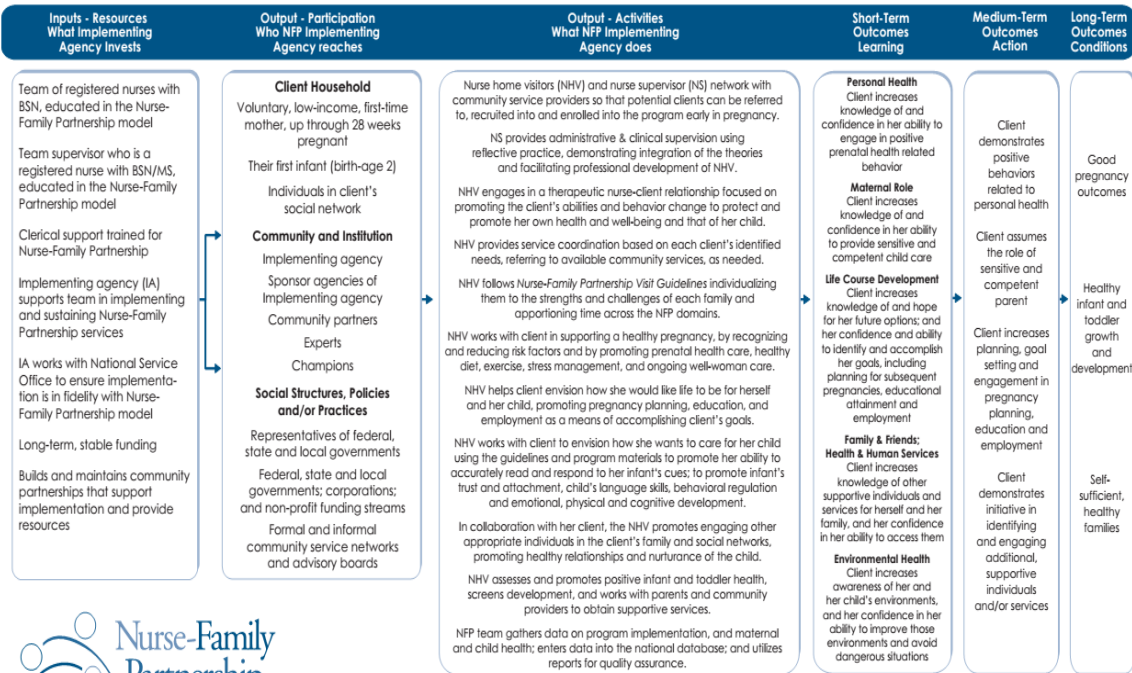 Inputs - Resources
What Implementing
Agency Invests
Output - Participation
Who NFP Implementing
Agency reaches
Output - Activities
What NFP Implementing
Agency does
Short-Term
Outcomes
Learning
Medium-Term
Outcomes
Action
Long-Term
Outcomes
Conditions
Team of registered nurses with
BSN, educated in the Nurse-
Family Partnership model
Team supervisor who is a
registered nurse with BSN/MS,
educated in the Nurse-Family
Partnership model
Clerical support trained for
Nurse-Family Partnership
Implementing agency (IA)
supports team in implementing
and sustaining Nurse-Family
Partnership services
IA works with National Service
Office to ensure implementa-
tion is in fidelity with Nurse-
Family Partnership model
Long-term, stable funding
Builds and maintains community
partnerships that support
implementation and provide
resources
Client Household
Voluntary, low-income, first-time
mother, up through 28 weeks
pregnant
Their first infant (birth-age 2)
Individuals in client's
social network
Community and Institution
Implementing agency
Sponsor agencies of
Implementing agency
Community partners
Experts
Champions
Social Structures, Policies
and/or Practices
Representatives of federal,
state and local governments
Federal, state and local
governments; corporations;
and non-profit funding streams
Formal and informal
community service networks
and advisory boards
Nurse home visitors (NHV) and nurse supervisor (NS) network with
community service providers so that potential clients can be referred
to, recruited into and enrolled into the program early in pregnancy.
NS provides administrative & clinical supervision using
reflective practice, demonstrating integration of the theories
and facilitating professional development of NHV.
NHV engages in a therapeutic nurse-client relationship focused on
promoting the client's abilities and behavior change to protect and
promote her own health and well-being and that of her child.
NHV provides service coordination based on each client's identified
needs, referring to available community services, as needed.
NHV follows Nurse-Family Partnership Visit Guidelines individualizing
them to the strengths and challenges of each family and
apportioning time across the NFP domains.
NHV works with client in supporting a healthy pregnancy, by recognizing
and reducing risk factors and by promoting prenatal health care, healthy
diet, exercise, stress management, and ongoing well-woman care.
NHV helps client envision how she would like life to be for herself
and her child, promoting pregnancy planning, education, and
employment as a means of accomplishing client's goals.
NHV works with client to envision how she wants to care for her child
using the guidelines and program materials to promote her ability to
accurately read and respond to her infant's cues; to promote infant's
trust and attachment, child's language skills, behavioral regulation
and emotional, physical and cognitive development.
In collaboration with her client, the NHV promotes engaging other
appropriate individuals in the client's family and social networks,
promoting healthy relationships and nurturance of the child.
NHV assesses and promotes positive infant and toddler health,
screens development, and works with parents and community
providers to obtain supportive services.
NFP team gathers data on program implementation, and maternal
and child health; enters data into the national database; and utilizes
reports for quality assurance.
Personal Health
Client increases
knowledge of and
confidence in her ability to
engage in positive
prenatal health related
behavior
Maternal Role
Client increases
knowledge of and
confidence in her ability
to provide sensitive and
competent child care
Life Course Development
Client increases
knowledge of and hope
for her future options; and
her confidence and ability
to identify and accomplish
her goals, including
planning for subsequent
pregnancies, educational
attainment and
employment
Family & Friends;
Health & Human Services
Client increases
knowledge of other
supportive individuals and
services for herself and her
family, and her confidence
in her ability to access them
Environmental Health
Client increases
awareness of her and
her child's environments,
and her confidence in her
ability to improve those
environments and avoid
dangerous situations
Client
demonstrates
positive
behaviors
related to
personal health
Client assumes
the role of
sensitive and
competent
parent
Client increases
planning, goal
setting and
engagement in
pregnancy
planning,
education and
employment
Client
demonstrates
initiative in
identifying
and engaging
additional,
supportive
individuals
and/or services
Good
pregnancy
outcomes
Healthy
infant and
toddler
growth
and
development
Self-
sufficient,
healthy
families
Nurse-Family
Partnership